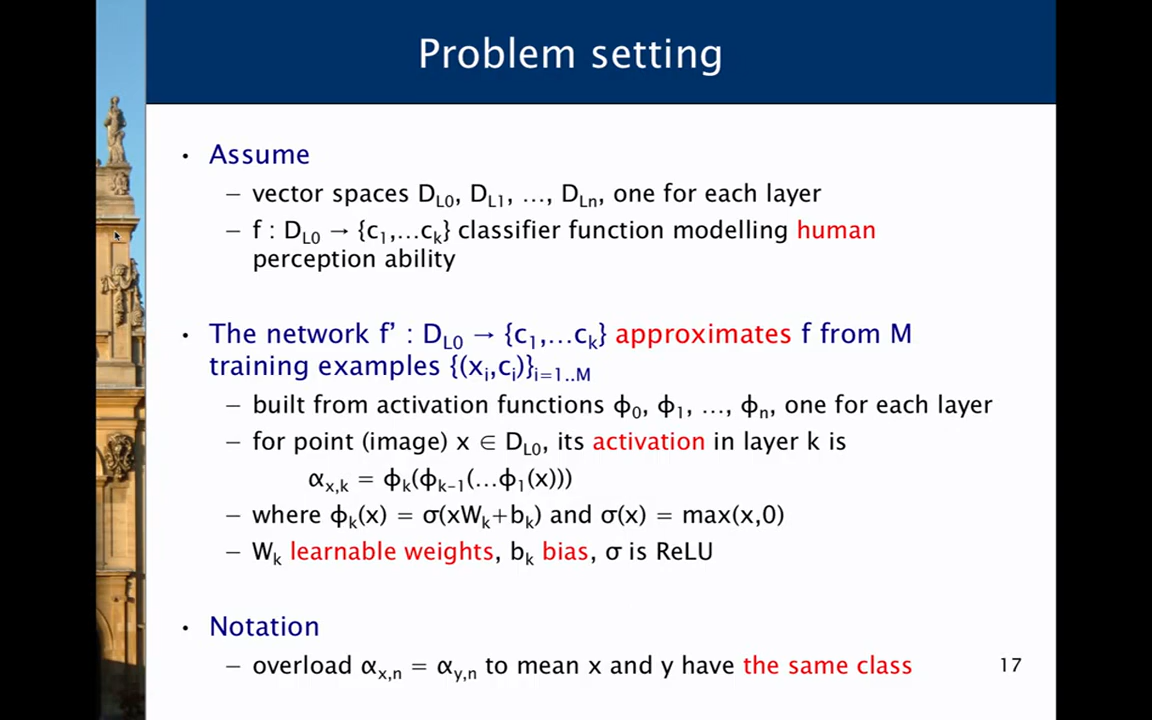 Problem setting
• Assume
– vector spaces D_L0, D_L1, …, D_Ln, one for each layer
– f : D_L0 → {c_1,…c_k} classifier function modelling human
perception ability
• The network f’ : D_L0 → {c_1,…c_k} approximates f from M
training examples {(x_i,c_i)}_i=1..M
– built from activation functions ϕ_0, ϕ_1, …, ϕ_n, one for each layer
– for point (image) x ∈ D_L0, its activation in layer k is
α_x,k = ϕ_k(ϕ_k-1(…ϕ_1(x)))
– where ϕ_k(x) = σ(xW_k+b_k) and σ(x) = max(x,0)
– W_k learnable weights, b_k bias, σ is ReLU
• Notation
– overload α_x,n = α_y,n to mean x and y have the same class
17